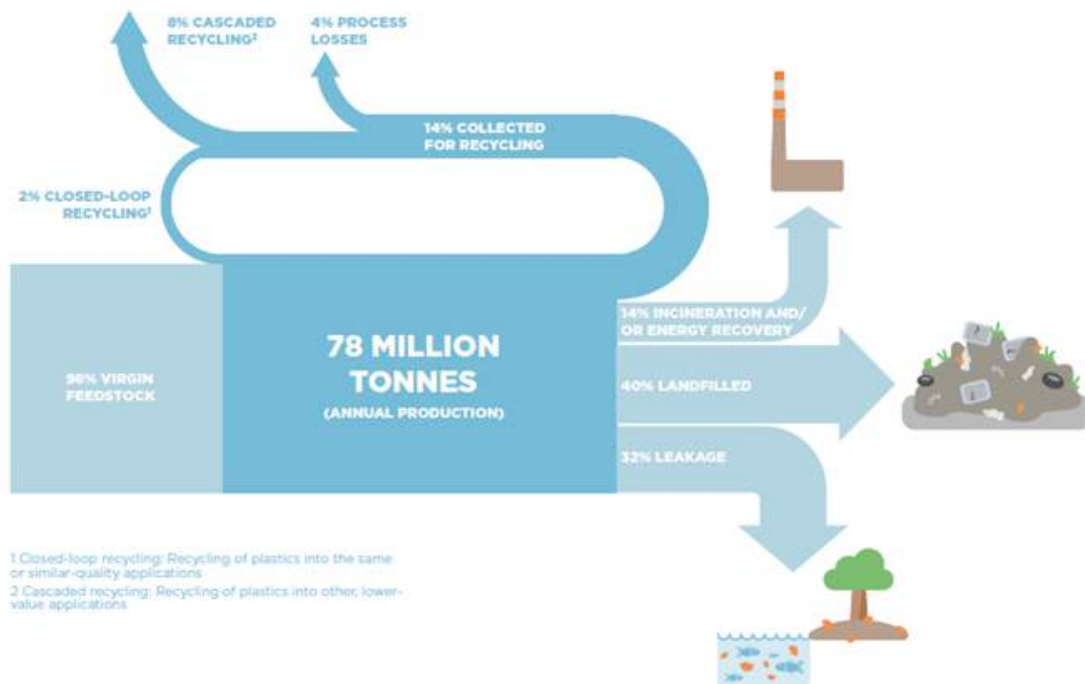 8% CASCADED
RECYCLING²
4% PROCESS
LOSSES
14% COLLECTED
FOR RECYCLING
2% CLOSED-LOOP
RECYCLING¹
98% VIRGIN
FEEDSTOCK
78 MILLION
TONNES
(ANNUAL PRODUCTION)
14% INCINERATION AND/
OR ENERGY RECOVERY
40% LANDFILLED
32% LEAKAGE
1 Closed-loop recycling: Recycling of plastics into the same
or similar-quality applications
2 Cascaded recycling: Recycling of plastics into other, lower-
value applications